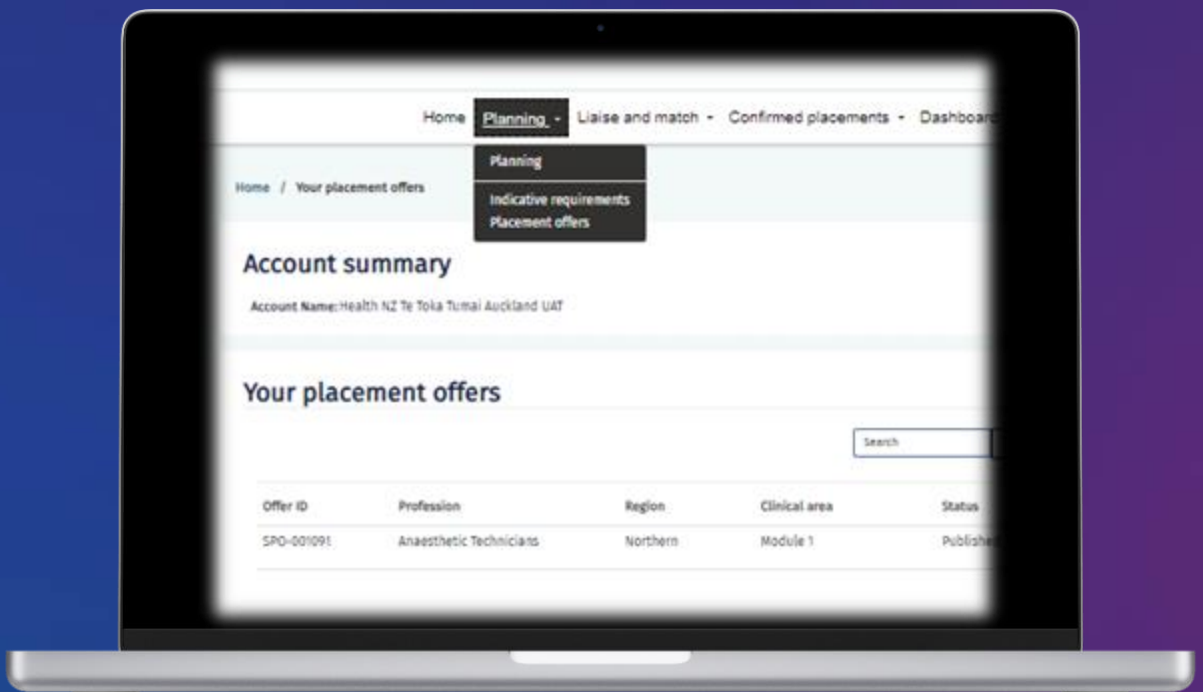 Home Planning Liaise and match Confirmed placements Dashboard
Planning
Home / Your placement offers
Indicative requirements
Placement offers
Account summary
Account Name: Health NZ Te Toka Tumai Auckland UAT
Your placement offers
Search
Offer ID Profession Region Clinical area Status
SPO-001091 Anaesthetic Technicians Northern Module 1 Published